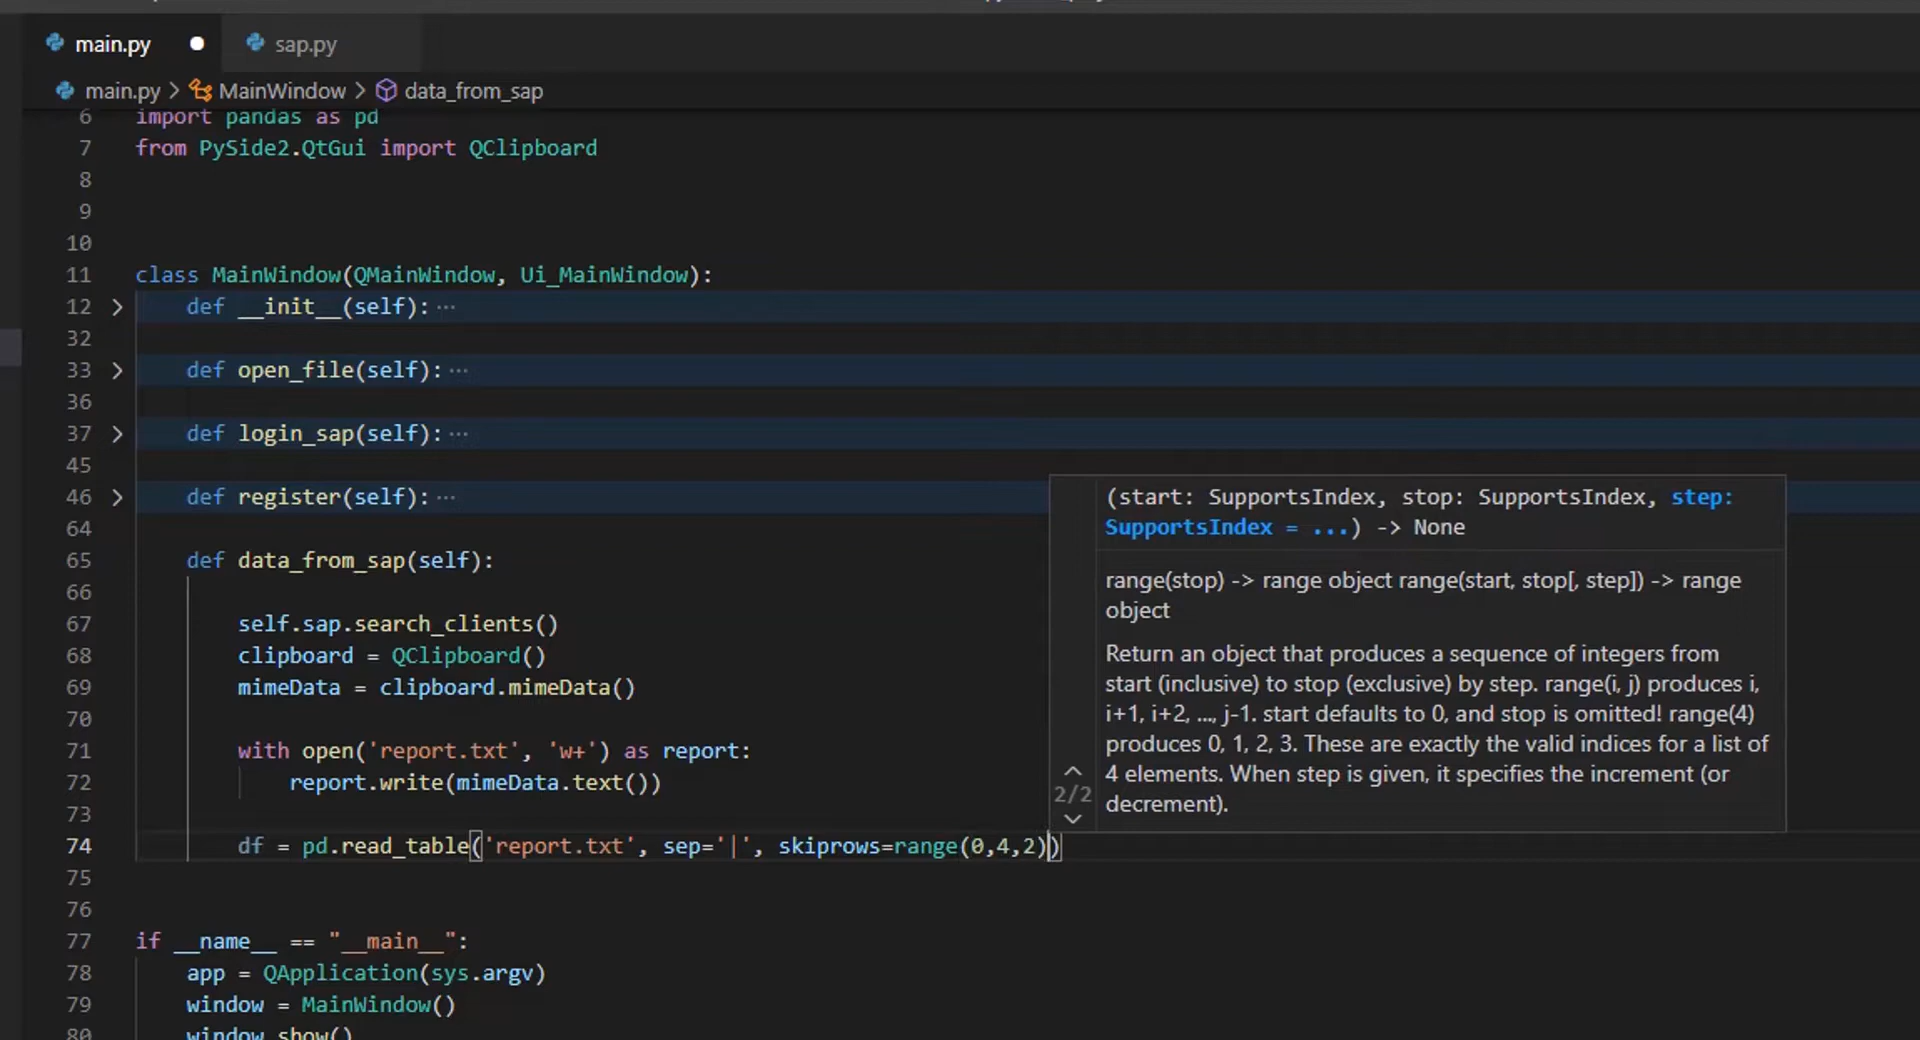 main.py
sap.py
main.py > MainWindow > data_from_sap
6 import pandas as pd
7 from PySide2.QtGui import QClipboard
8
9
10
11 class MainWindow(QMainWindow, Ui_MainWindow):
12 > def __init__(self): ···
32
33 > def open_file(self): ···
36
37 > def login_sap(self): ···
45
46 > def register(self): ···
64
65 def data_from_sap(self):
66
67 self.sap.search_clients()
68 clipboard = QClipboard()
69 mimeData = clipboard.mimeData()
70
71 with open('report.txt', 'w+') as report:
72 report.write(mimeData.text())
73
74 df = pd.read_table('report.txt', sep='|', skiprows=range(0,4,2))
75
76
77 if __name__ == "__main__":
78 app = QApplication(sys.argv)
79 window = MainWindow()
80 window.show()
(start: SupportsIndex, stop: SupportsIndex, step:
SupportsIndex = ...) -> None
range(stop) -> range object range(start, stop[, step]) -> range
object
Return an object that produces a sequence of integers from
start (inclusive) to stop (exclusive) by step. range(i, j) produces i,
i+1, i+2, ..., j-1. start defaults to 0, and stop is omitted! range(4)
produces 0, 1, 2, 3. These are exactly the valid indices for a list of
4 elements. When step is given, it specifies the increment (or
decrement).
2/2